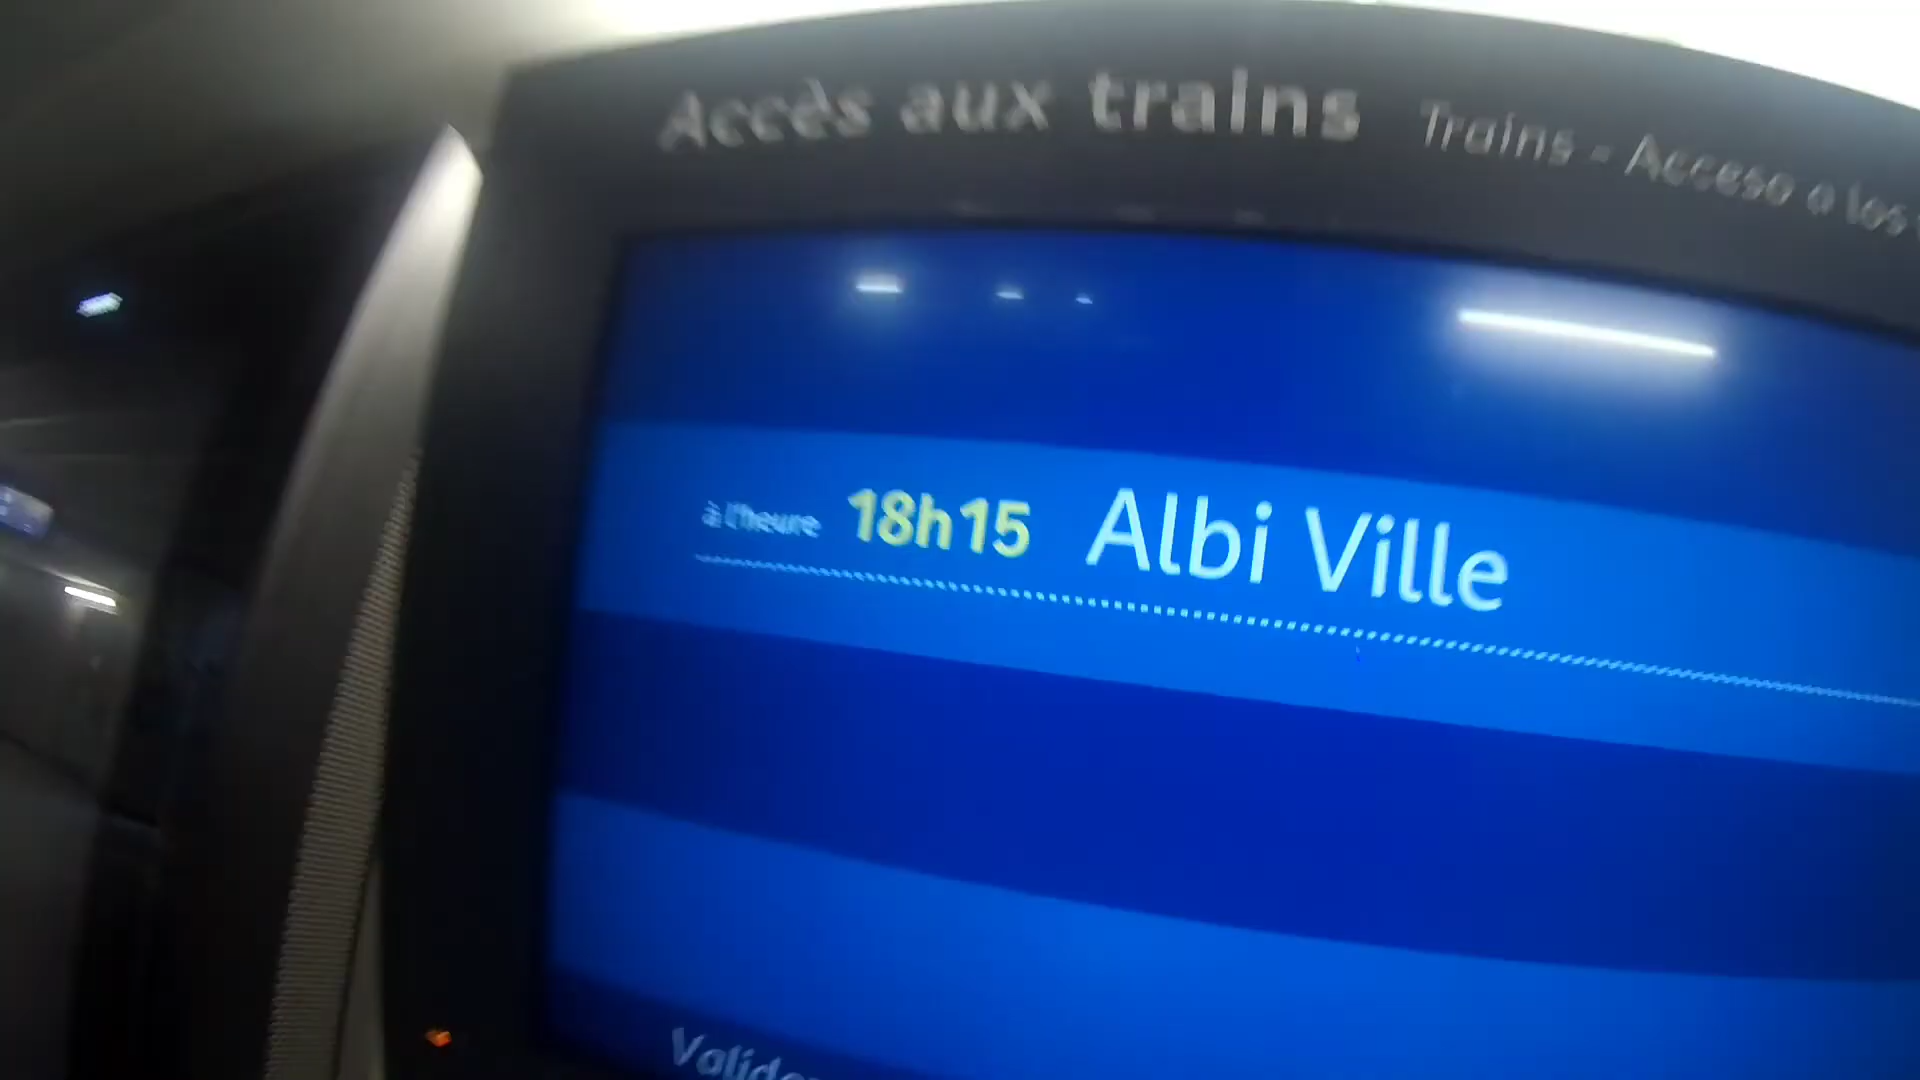 Accès aux trains Trains - Acceso a los
à l'heure 18h15 Albi Ville